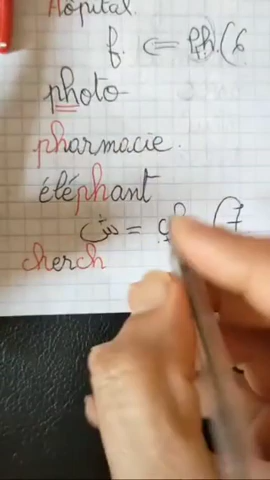 Hôpital.
f. <= Ph. (6
photo
pharmacie.
éléphant
ش = ch (7
cherch